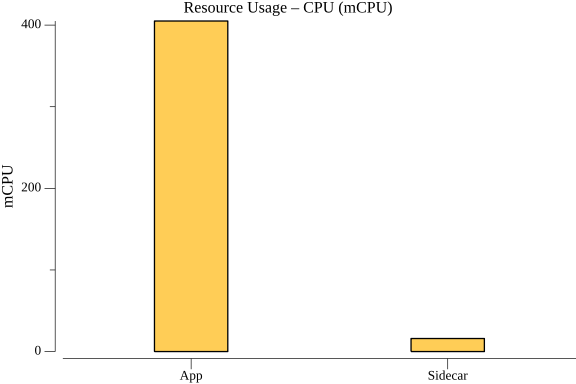 Resource Usage – CPU (mCPU)
400
200
0
mCPU
App
Sidecar